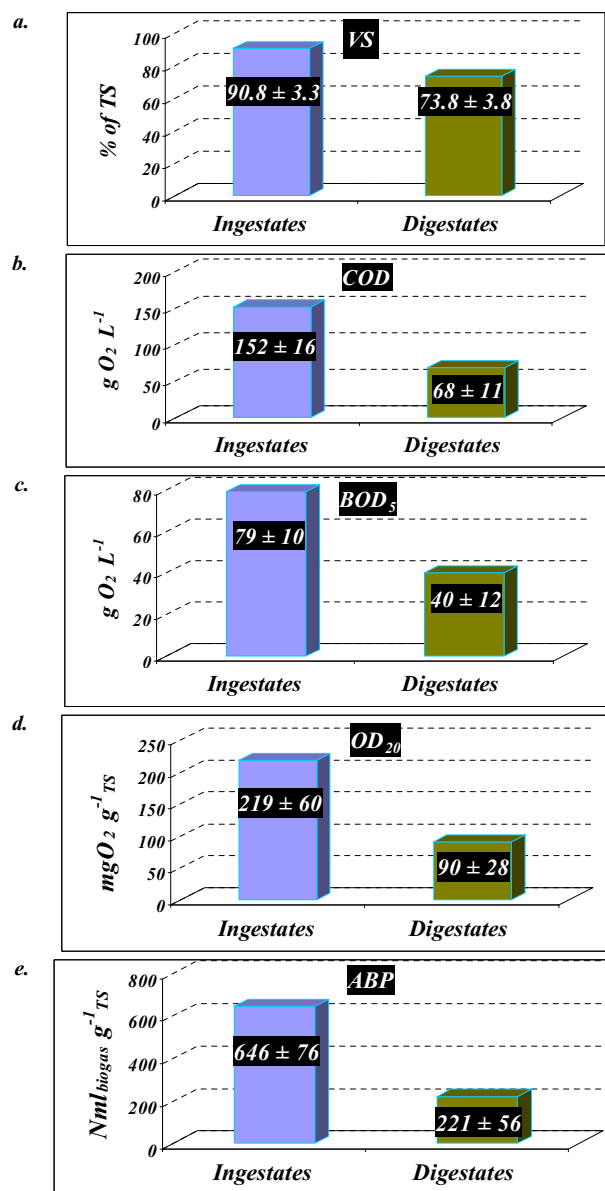 a.
VS
% of TS
100
80
60
40
20
0
90.8 ± 3.3
73.8 ± 3.8
Ingestates Digestates
b.
COD
g O₂ L⁻¹
200
150
100
50
0
152 ± 16
68 ± 11
Ingestates Digestates
c.
BOD₅
g O₂ L⁻¹
80
60
40
20
0
79 ± 10
40 ± 12
Ingestates Digestates
d.
OD₂₀
mgO₂ g⁻¹TS
250
200
150
100
50
0
219 ± 60
90 ± 28
Ingestates Digestates
e.
ABP
Nmlbiogas g⁻¹TS
800
600
400
200
0
646 ± 76
221 ± 56
Ingestates Digestates